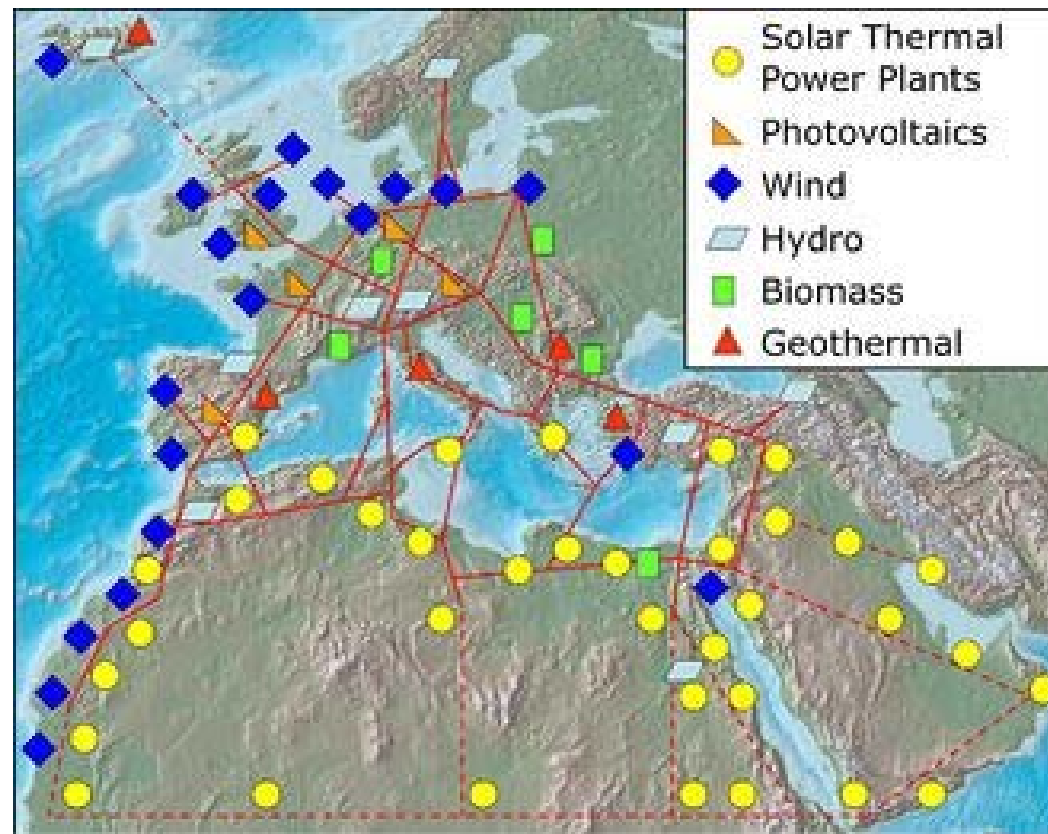 Solar Thermal
Power Plants
Photovoltaics
Wind
Hydro
Biomass
Geothermal